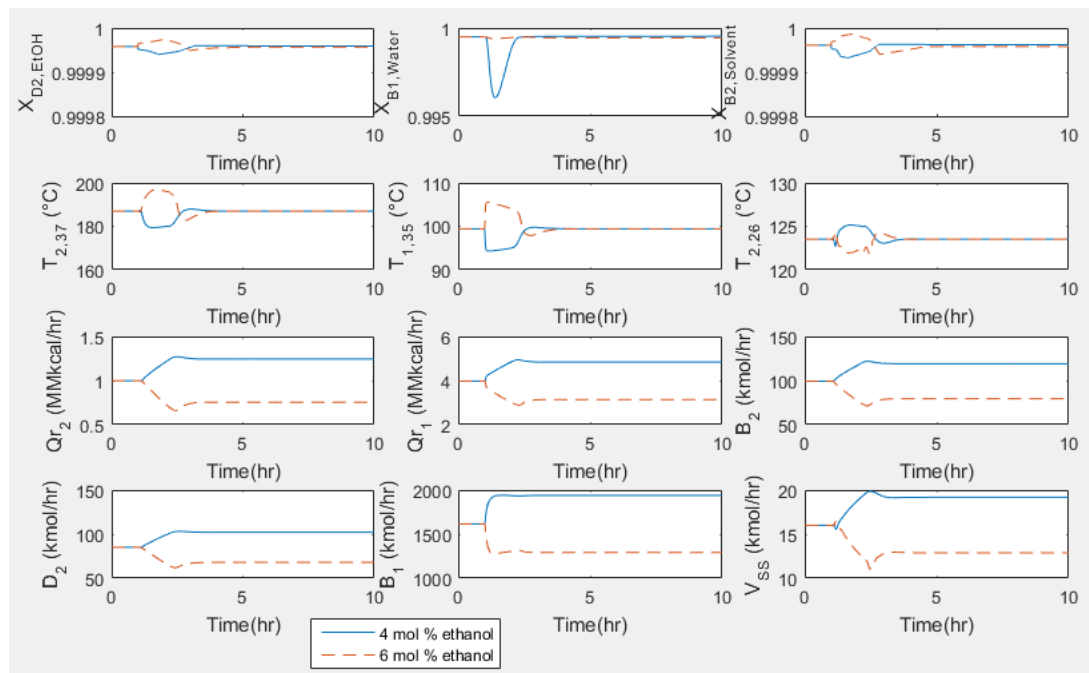 X_D2,EtOH
1
0.9999
0.9998
0 5 10
Time(hr)
X_B1,Water
1
0.995
0 5 10
Time(hr)
X_B2,Solvent
1
0.9999
0.9998
0 5 10
Time(hr)
T_2,37 (°C)
200
180
160
0 5 10
Time(hr)
T_1,35 (°C)
110
100
90
0 5 10
Time(hr)
T_2,26 (°C)
130
125
120
0 5 10
Time(hr)
Qr_2 (MMkcal/hr)
1.5
1
0.5
0 5 10
Time(hr)
Qr_1 (MMkcal/hr)
6
4
2
0 5 10
Time(hr)
B_2 (kmol/hr)
150
100
50
0 5 10
Time(hr)
D_2 (kmol/hr)
150
100
50
0 5 10
Time(hr)
B_1 (kmol/hr)
2000
1500
1000
0 5 10
Time(hr)
V_SS (kmol/hr)
20
15
10
0 5 10
Time(hr)
4 mol % ethanol
6 mol % ethanol